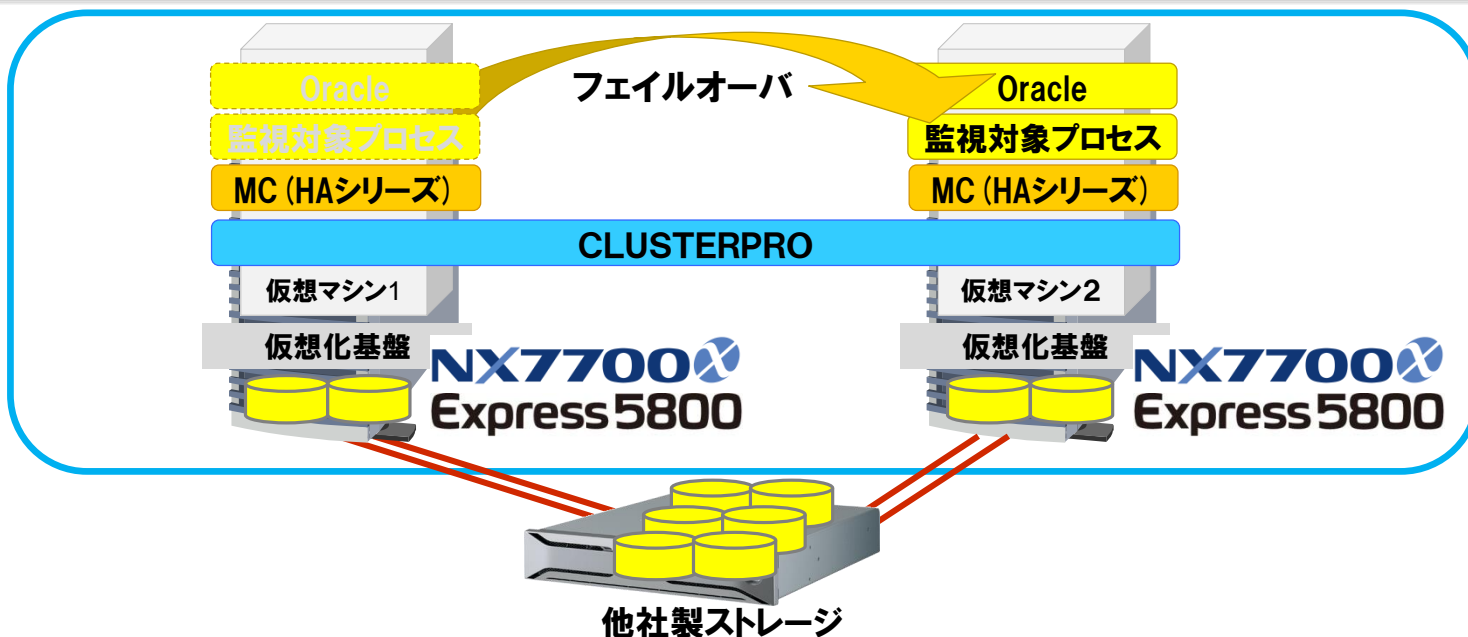 Oracle
フェイルオーバ
Oracle
監視対象プロセス
監視対象プロセス
MC(HAシリーズ)
MC(HAシリーズ)
CLUSTERPRO
仮想マシン1
仮想マシン2
仮想化基盤
仮想化基盤
NX7700X
Express5800
NX7700X
Express5800
他社製ストレージ